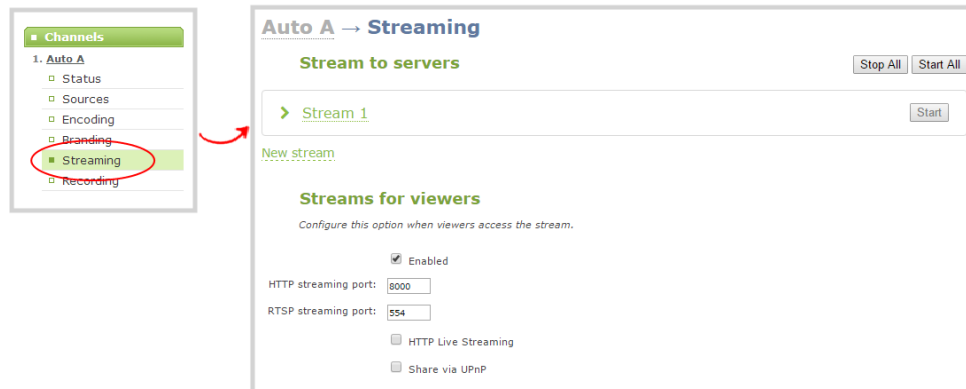 Channels
1. Auto A
Status
Sources
Encoding
Branding
Streaming
Recording
Auto A → Streaming
Stream to servers
Stop All Start All
Stream 1 Start
New stream
Streams for viewers
Configure this option when viewers access the stream.
Enabled
HTTP streaming port: 8000
RTSP streaming port: 554
HTTP Live Streaming
Share via UPnP